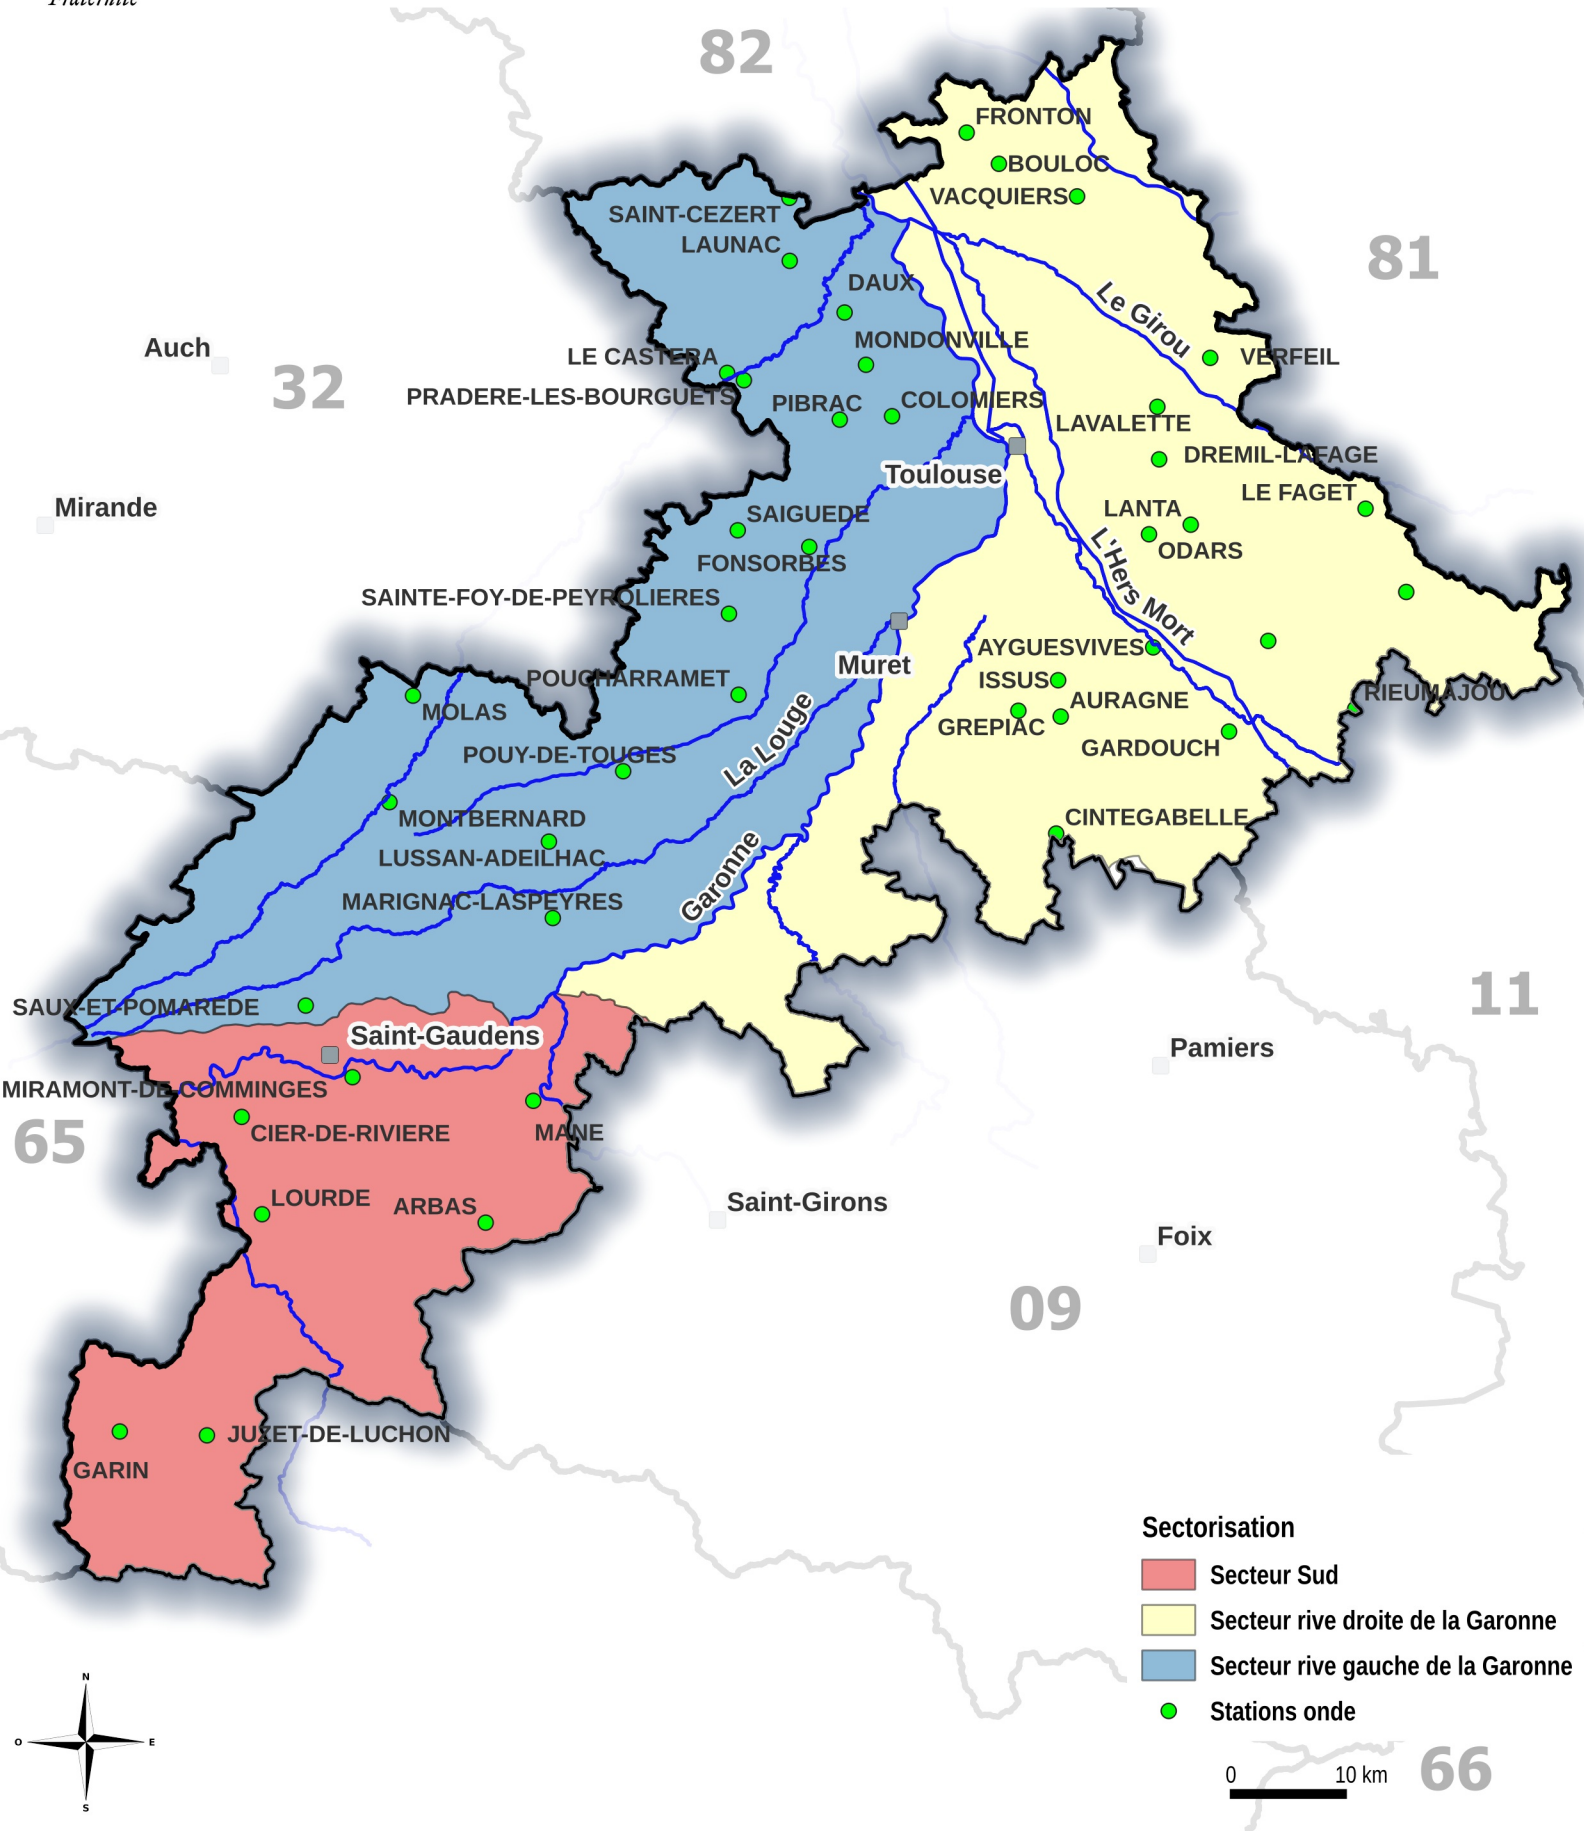 Fraternité
82
FRONTON
BOULOC
VACQUIERS
SAINT-CEZERT
LAUNAC
81
DAUX
Le Girou
MONDONVILLE
Auch
LE CASTERA
VERFEIL
32
PRADERE-LES-BOURGUETS
PIBRAC
COLOMIERS
LAVALETTE
DREMIL-LAFAGE
Toulouse
LE FAGET
Mirande
SAIGUEDE
LANTA
ODARS
FONSORBES
L'Hers Mort
SAINTE-FOY-DE-PEYROLIERES
AYGUESVIVES
Muret
POUCHARRAMET
ISSUS
RIEUMAJOU
AURAGNE
MOLAS
GREPIAC
La Louge
GARDOUCH
POUY-DE-TOUGES
MONTBERNARD
CINTEGABELLE
LUSSAN-ADEILHAC
Garonne
MARIGNAC-LASPEYRES
11
SAUX-ET-POMAREDE
Saint-Gaudens
Pamiers
MIRAMONT-DE-COMMINGES
65
CIER-DE-RIVIERE
MANE
LOURDE
ARBAS
Saint-Girons
Foix
09
JUZET-DE-LUCHON
GARIN
Sectorisation
Secteur Sud
Secteur rive droite de la Garonne
Secteur rive gauche de la Garonne
Stations onde
N
O
E
S
0 10 km
66